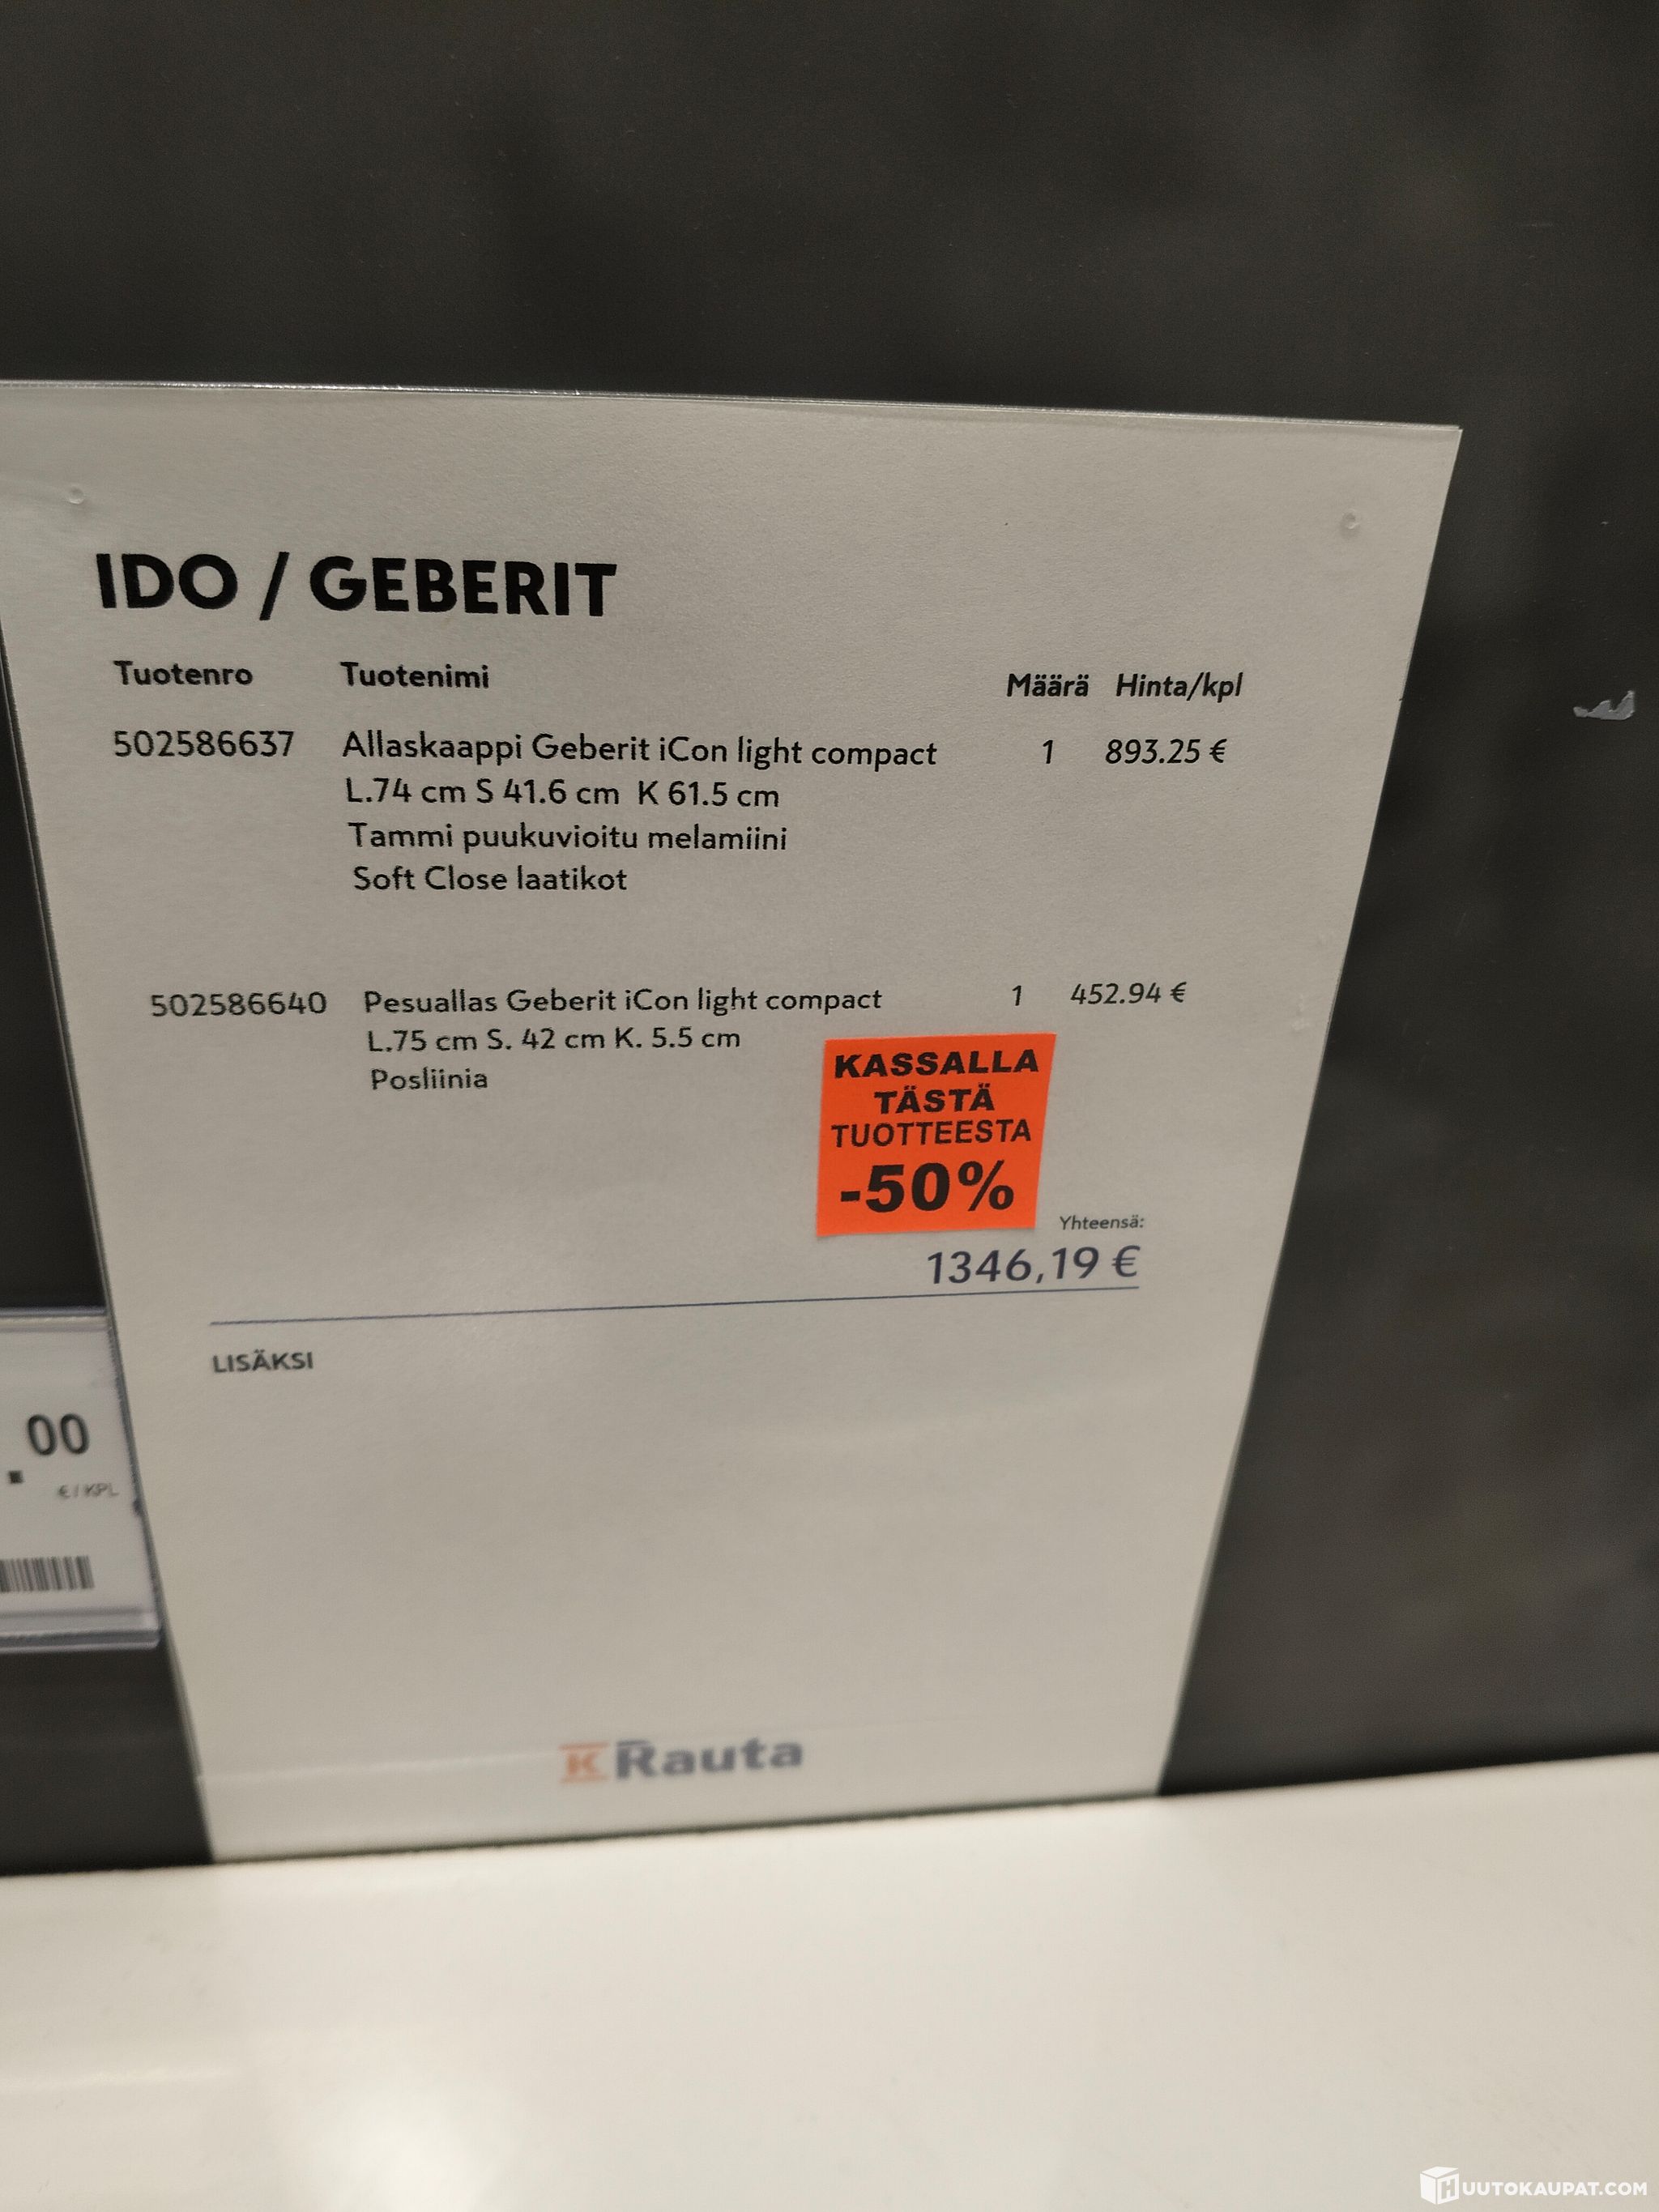 IDO / GEBERIT
Tuotenro Tuotenimi Määrä Hinta/kpl
502586637 Allaskaappi Geberit iCon light compact 1 893.25 €
L.74 cm S 41.6 cm K 61.5 cm
Tammi puukuvioitu melamiini
Soft Close laatikot
502586640 Pesuallas Geberit iCon light compact 1 452.94 €
L.75 cm S. 42 cm K. 5.5 cm
Posliinia
KASSALLA
TÄSTÄ
TUOTTEESTA
-50%
Yhteensä:
1346,19 €
LISÄKSI
.00
€/KPL
K Rauta
HUUTOKAUPAT.COM